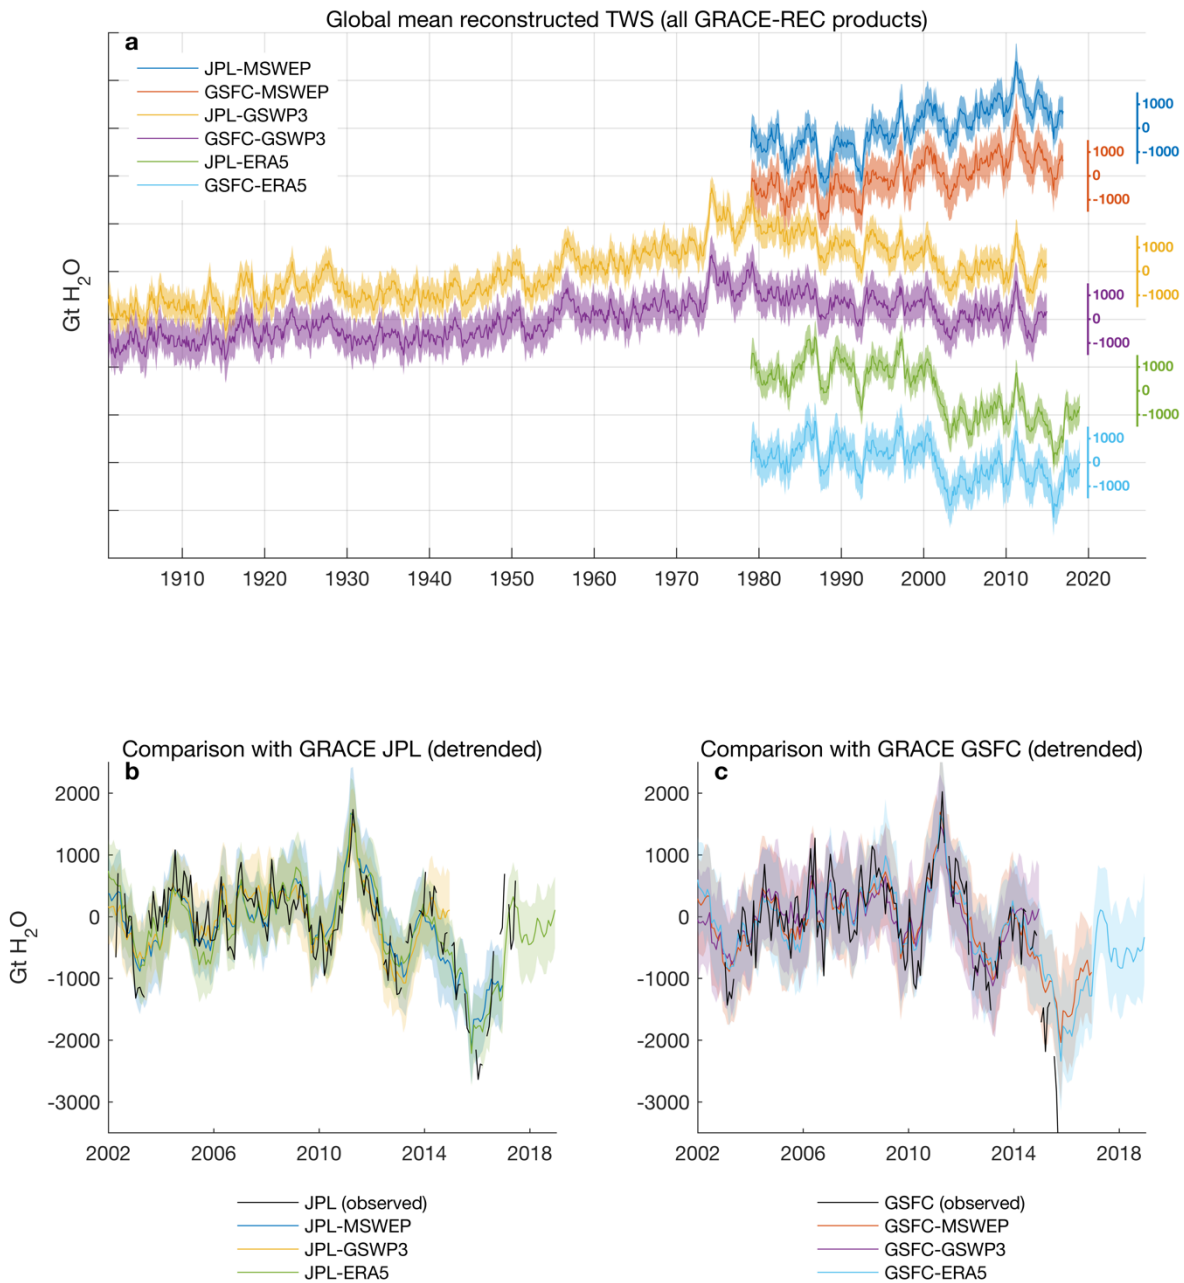 Global mean reconstructed TWS (all GRACE-REC products)
a
JPL-MSWEP
GSFC-MSWEP
JPL-GSWP3
GSFC-GSWP3
JPL-ERA5
GSFC-ERA5
Gt H₂O
1000
0
-1000
1000
0
-1000
1000
0
-1000
1000
0
-1000
1000
0
-1000
1000
0
-1000
1910 1920 1930 1940 1950 1960 1970 1980 1990 2000 2010 2020
Comparison with GRACE JPL (detrended)
b
Gt H₂O
2000
1000
0
-1000
-2000
-3000
2002 2006 2010 2014 2018
JPL (observed)
JPL-MSWEP
JPL-GSWP3
JPL-ERA5
Comparison with GRACE GSFC (detrended)
c
2000
1000
0
-1000
-2000
-3000
2002 2006 2010 2014 2018
GSFC (observed)
GSFC-MSWEP
GSFC-GSWP3
GSFC-ERA5